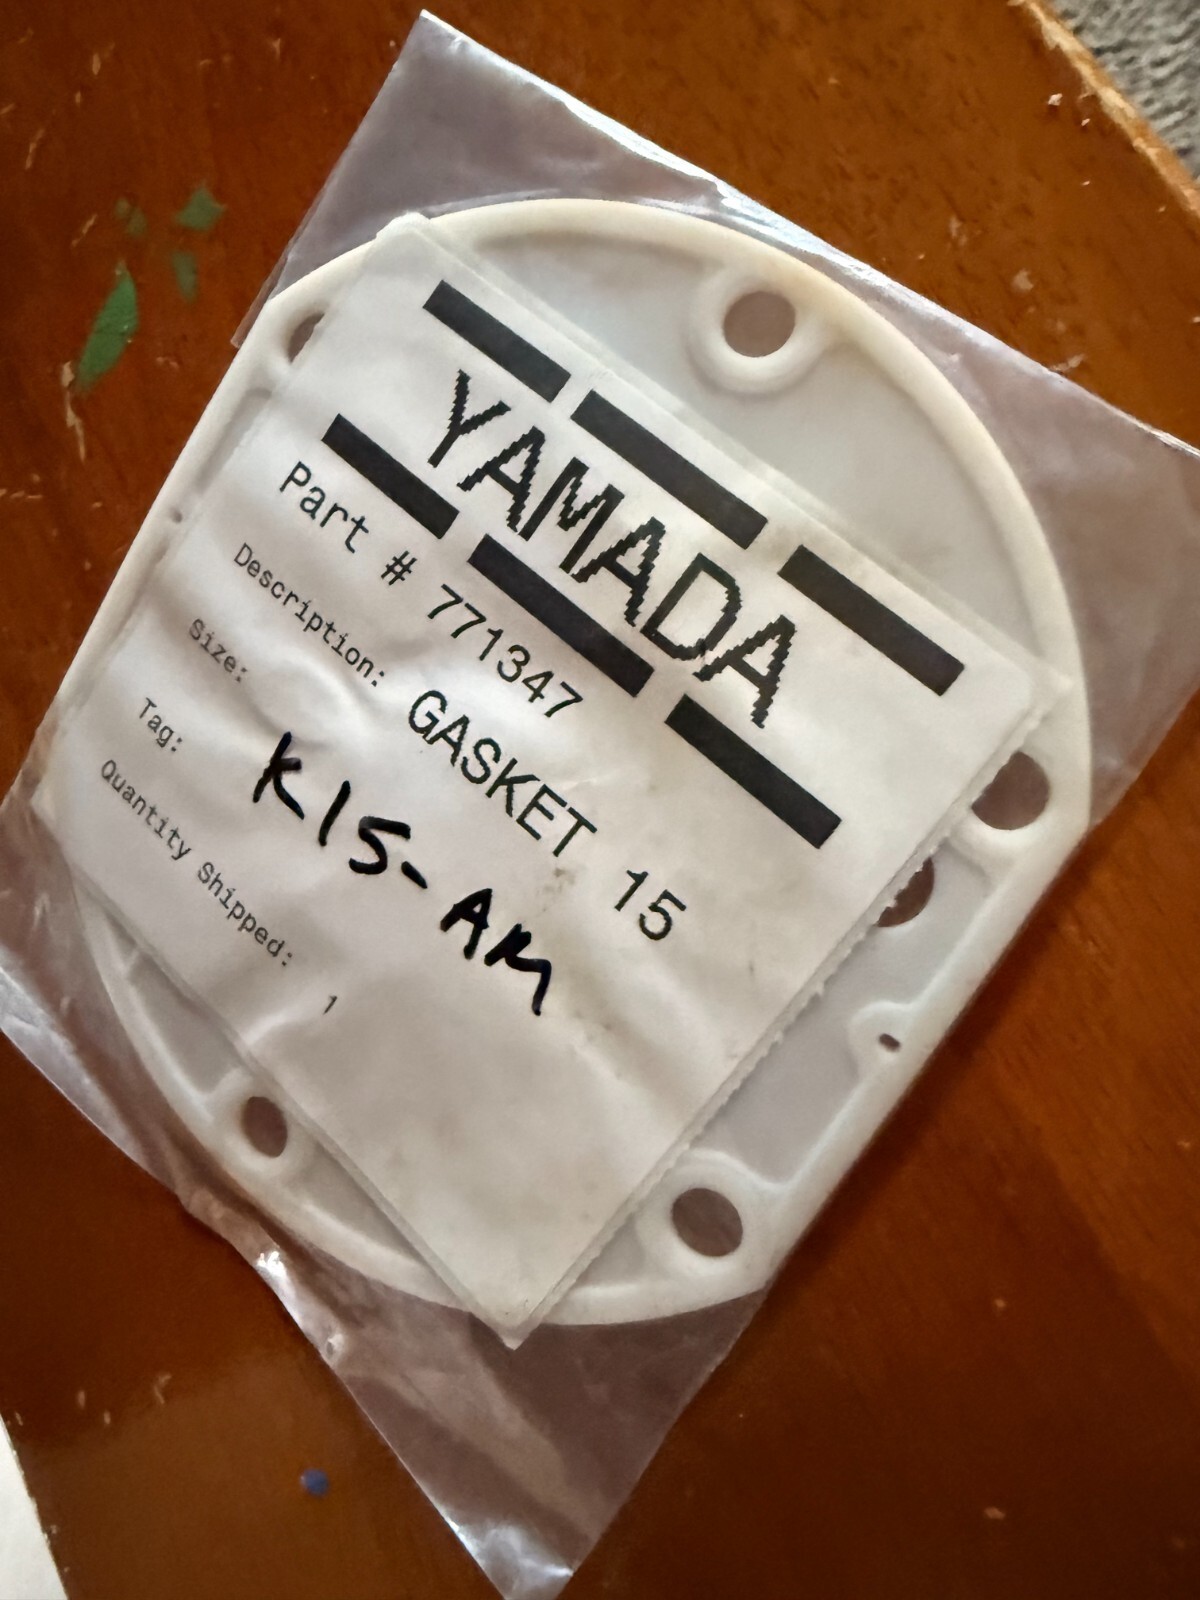 YAMADA
Part # 771347
Description: GASKET 15
Size:
Tag:
K15-AM
Quantity Shipped: 1